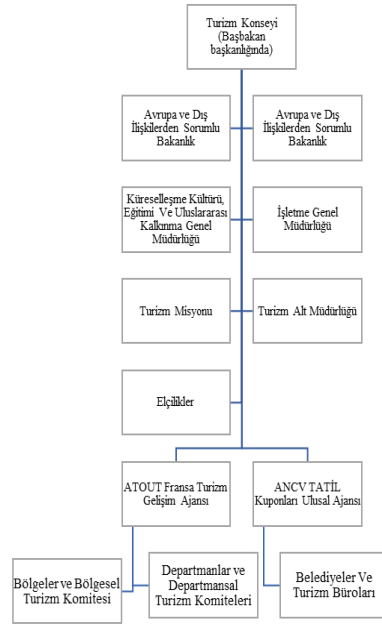 Turizm Konseyi
(Başbakan
başkanlığında)
Avrupa ve Dış
İlişkilerden Sorumlu
Bakanlık
Avrupa ve Dış
İlişkilerden Sorumlu
Bakanlık
Küreselleşme Kültürü,
Eğitimi Ve Uluslararası
Kalkınma Genel
Müdürlüğü
İşletme Genel
Müdürlüğü
Turizm Misyonu
Turizm Alt Müdürlüğü
Elçilikler
ATOUT Fransa Turizm
Gelişim Ajansı
ANCV TATİL
Kuponları Ulusal Ajansı
Bölgeler ve Bölgesel
Turizm Komitesi
Departmanlar ve
Departmansal
Turizm Komiteleri
Belediyeler Ve
Turizm Büroları